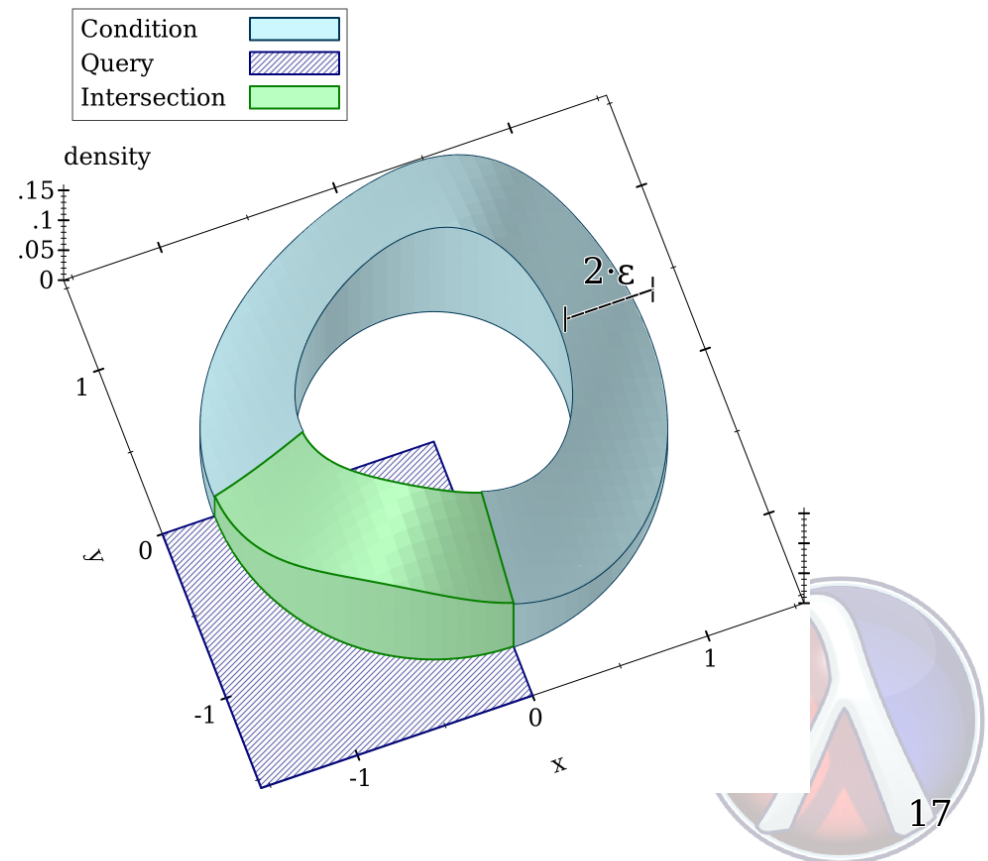 Condition
Query
Intersection
density
.15
.1
.05
0
2·ε
1
0
y
-1
1
0
x
-1
17